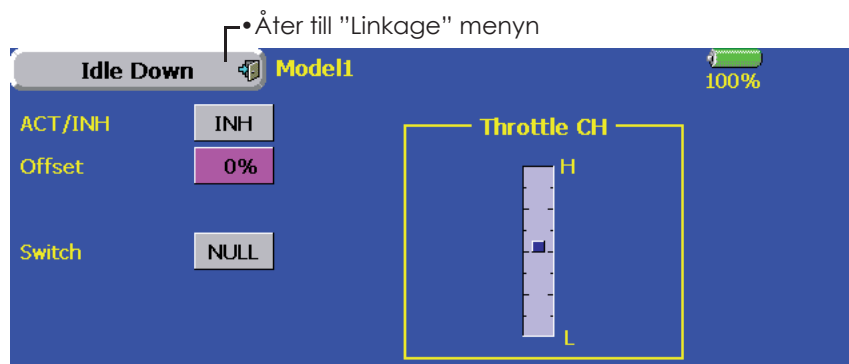 •Åter till ”Linkage” menyn
Idle Down Model1
100%
ACT/INH INH
Throttle CH
Offset 0%
H
Switch NULL
L